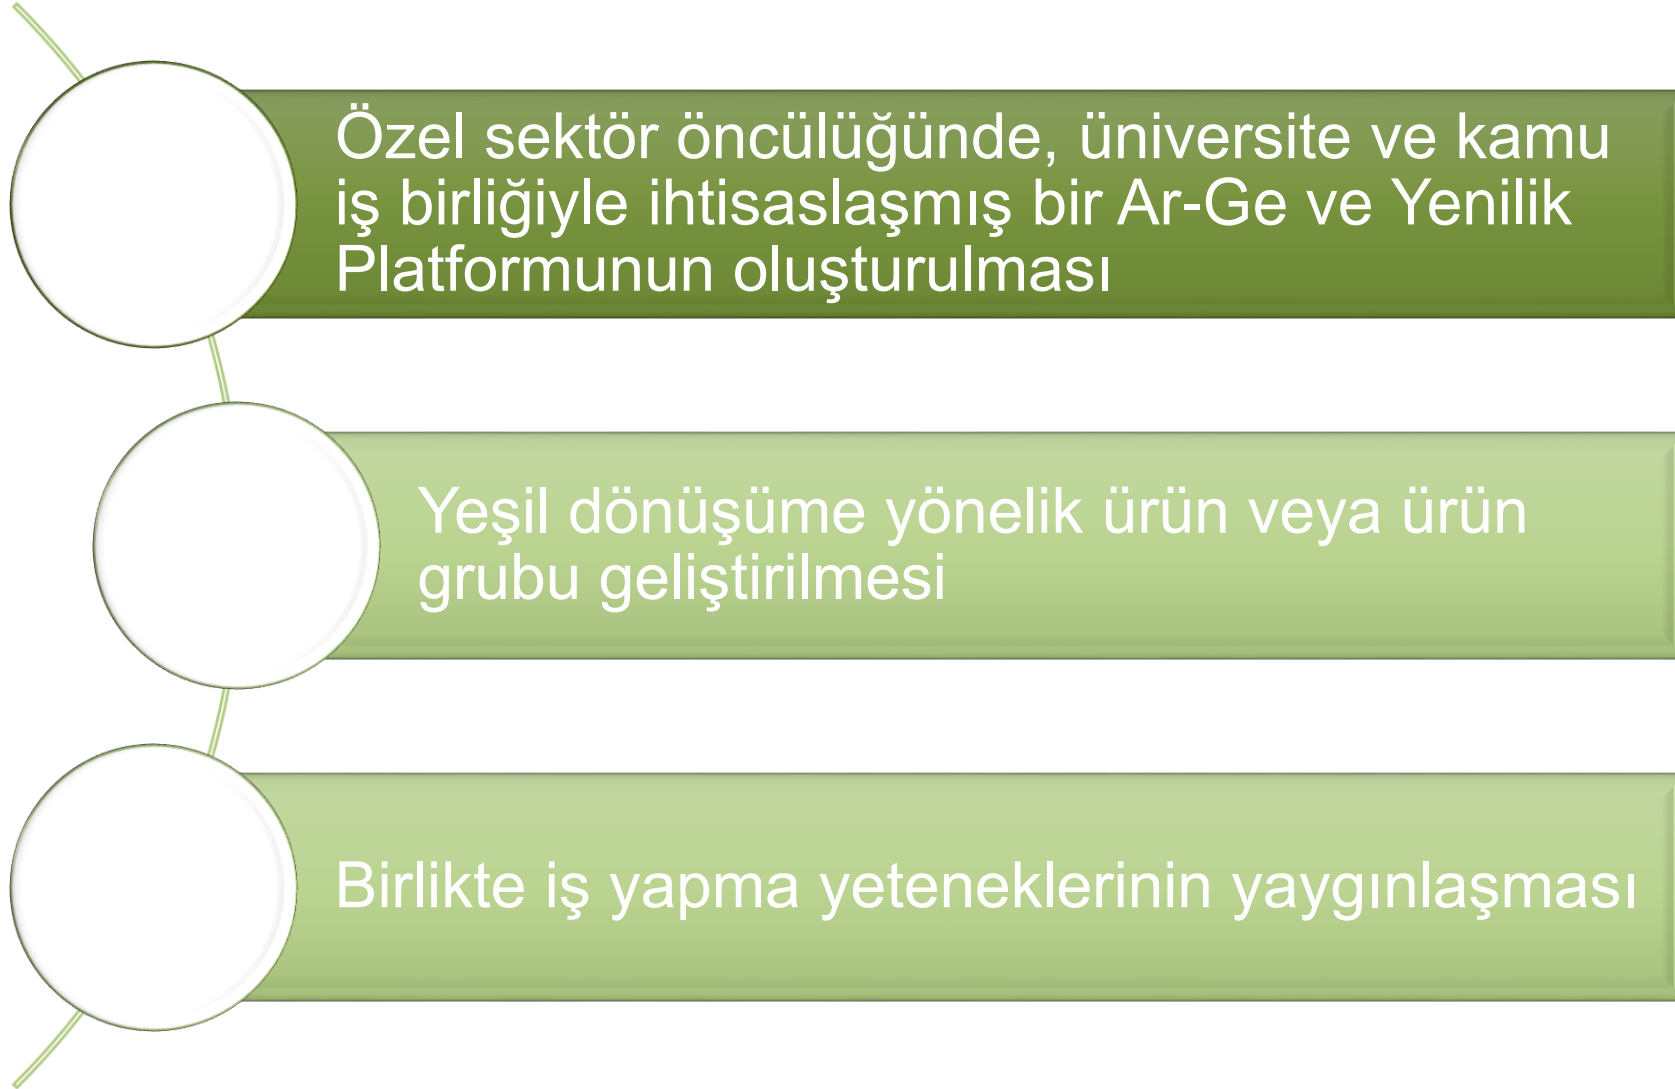 Özel sektör öncülüğünde, üniversite ve kamu
iş birliğiyle ihtisaslaşmış bir Ar-Ge ve Yenilik
Platformunun oluşturulması
Yeşil dönüşüme yönelik ürün veya ürün
grubu geliştirilmesi
Birlikte iş yapma yeteneklerinin yaygınlaşması